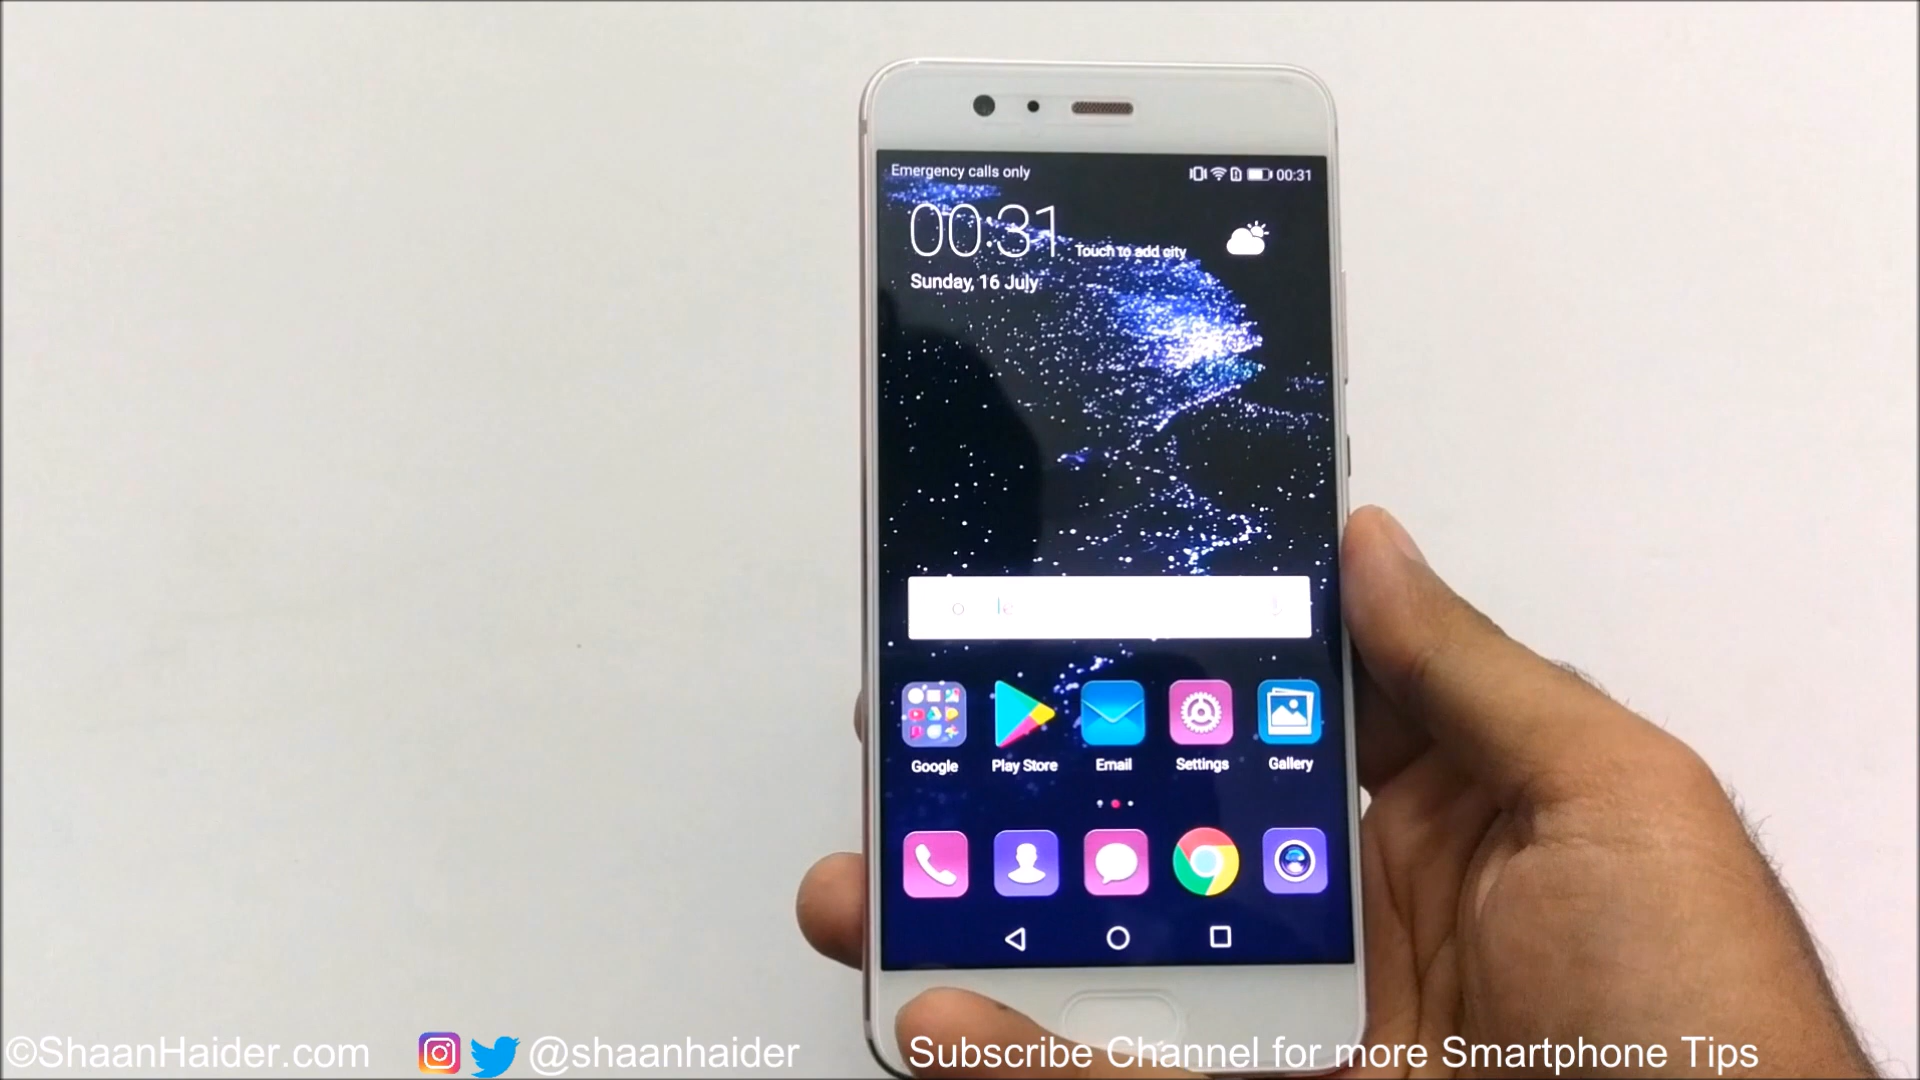 Emergency calls only
00:31
00:31
Touch to add city
Sunday, 16 July
Google
Play Store
Email
Settings
Gallery
©ShaanHaider.com
@shaanhaider
Subscribe Channel for more Smartphone Tips